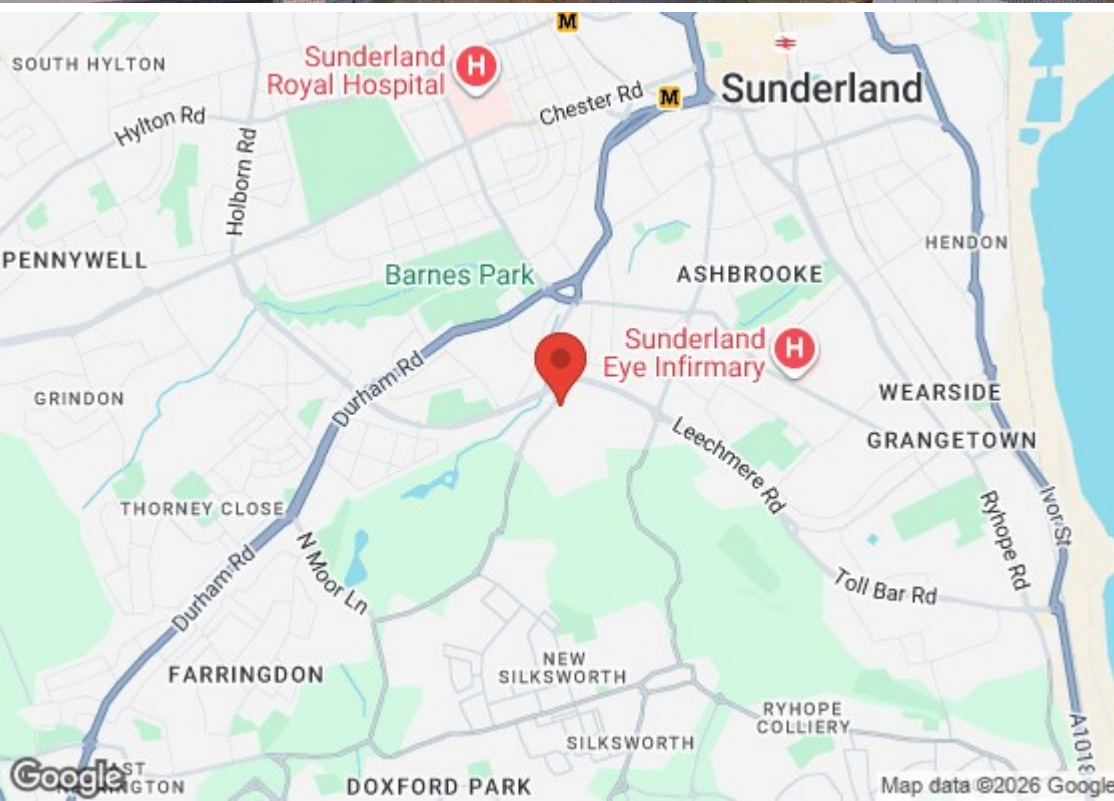 M
SOUTH HYLTON
Sunderland
Royal Hospital
H
Sunderland
Chester Rd
M
Hylton Rd
Holborn Rd
HENDON
PENNYWELL
Barnes Park
ASHBROOKE
Sunderland
Eye Infirmary
H
Durham Rd
GRINDON
WEARSIDE
GRANGETOWN
Leechmere Rd
THORNEY CLOSE
Ivor St
Ryhope Rd
N Moor Ln
Durham Rd
Toll Bar Rd
FARRINGDON
NEW
SILKSWORTH
RYHOPE
COLLIERY
SILKSWORTH
A1018
DOXFORD PARK
Google
Map data ©2026 Google